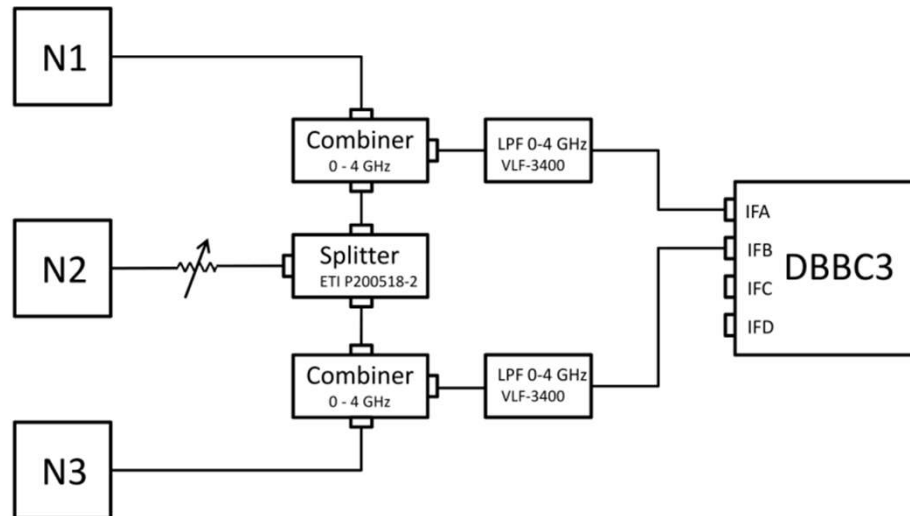 N1
Combiner
0 - 4 GHz
LPF 0-4 GHz
VLF-3400
IFA
N2
Splitter
ETI P200518-2
IFB
DBBC3
IFC
IFD
Combiner
0 - 4 GHz
LPF 0-4 GHz
VLF-3400
N3